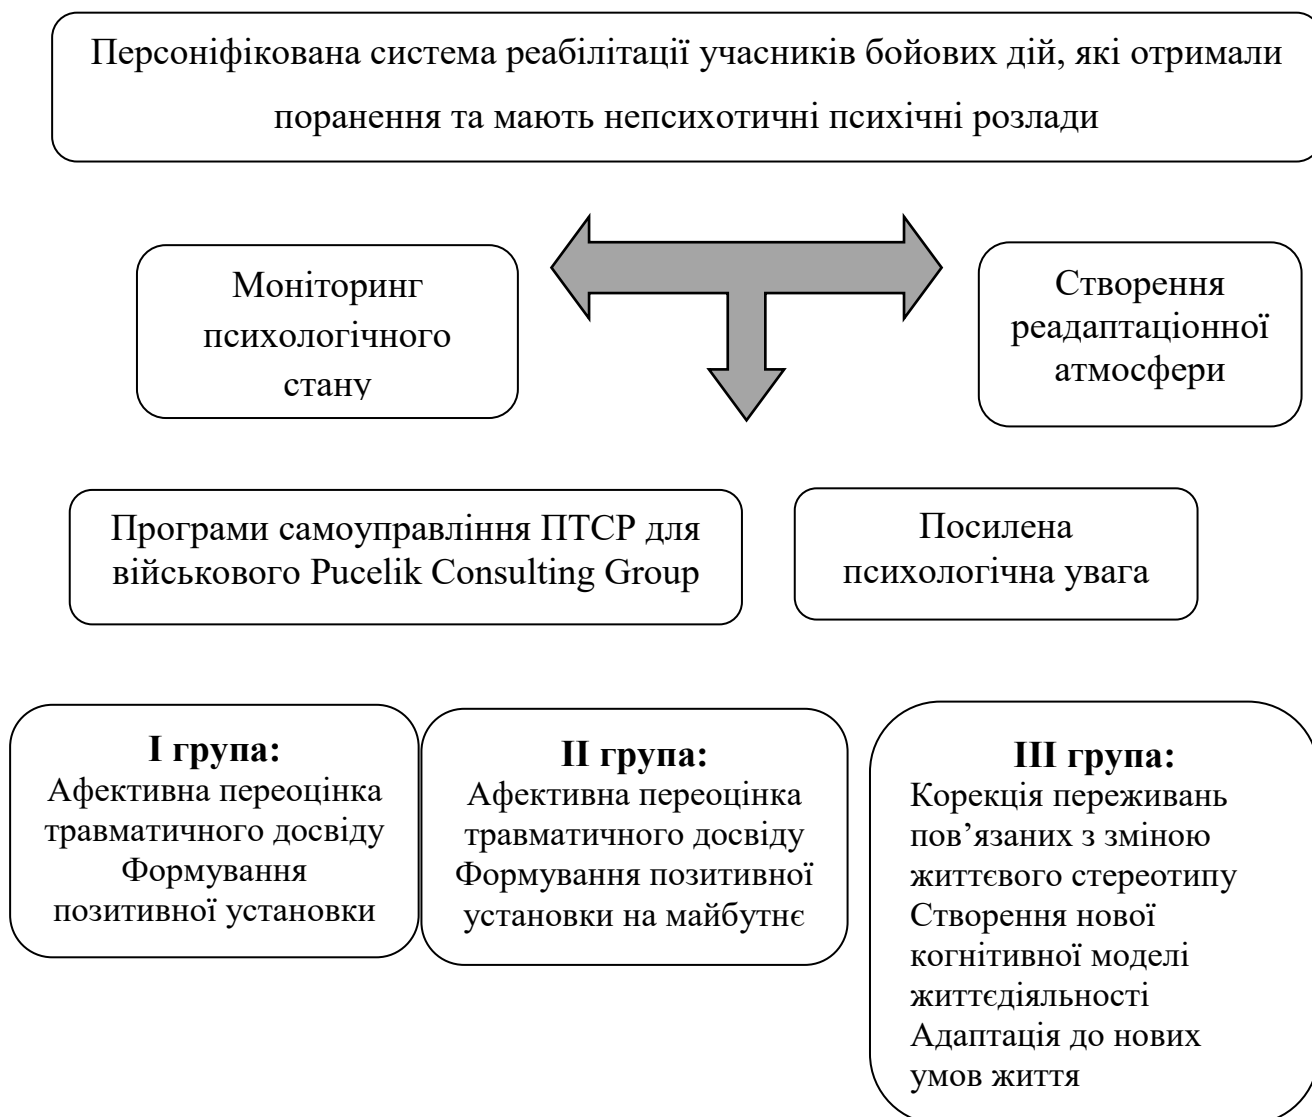 Персоніфікована система реабілітації учасників бойових дій, які отримали
поранення та мають непсихотичні психічні розлади
Моніторинг
психологічного
стану
Створення
реадаптаціонної
атмосфери
Програми самоуправління ПТСР для
військового Pucelik Consulting Group
Посилена
психологічна увага
І група:
Афективна переоцінка
травматичного досвіду
Формування
позитивної установки
ІІ група:
Афективна переоцінка
травматичного досвіду
Формування позитивної
установки на майбутнє
ІІІ група:
Корекція переживань
пов’язаних з зміною
життєвого стереотипу
Створення нової
когнітивної моделі
життєдіяльності
Адаптація до нових
умов життя